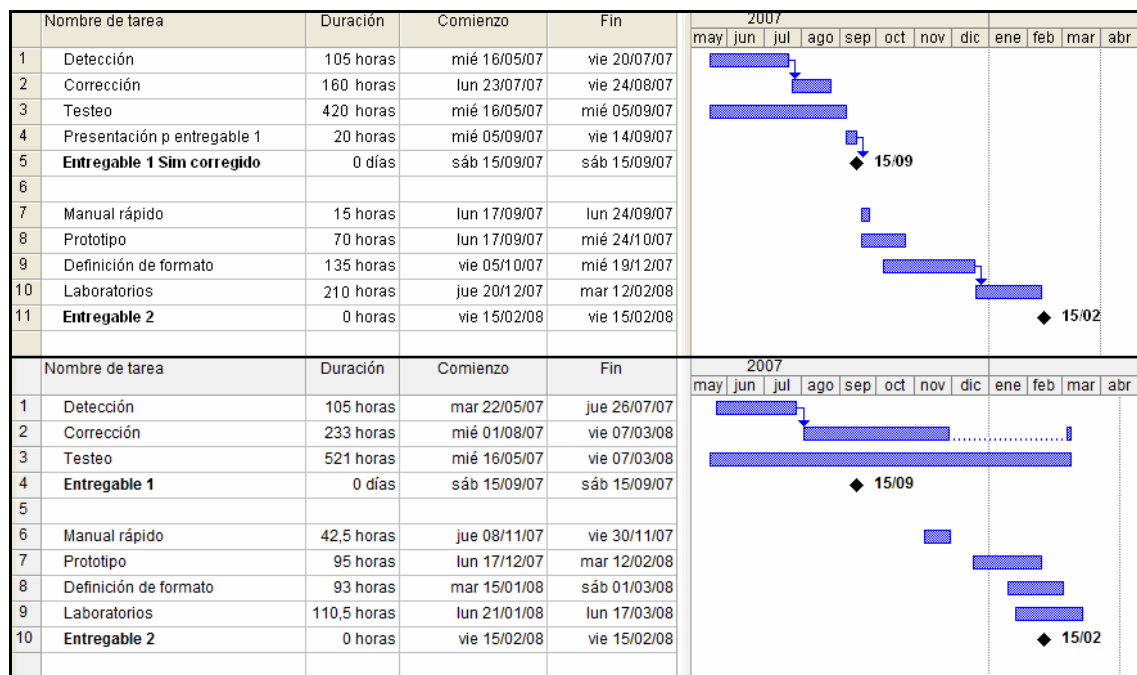 Nombre de tarea Duración Comienzo Fin 2007
may jun jul ago sep oct nov dic ene feb mar abr
1 Detección 105 horas mié 16/05/07 vie 20/07/07
2 Corrección 160 horas lun 23/07/07 vie 24/08/07
3 Testeo 420 horas mié 16/05/07 mié 05/09/07
4 Presentación p entregable 1 20 horas mié 05/09/07 vie 14/09/07
5 Entregable 1 Sim corregido 0 días sáb 15/09/07 sáb 15/09/07 15/09
6
7 Manual rápido 15 horas lun 17/09/07 lun 24/09/07
8 Prototipo 70 horas lun 17/09/07 mié 24/10/07
9 Definición de formato 135 horas vie 05/10/07 mié 19/12/07
10 Laboratorios 210 horas jue 20/12/07 mar 12/02/08
11 Entregable 2 0 horas vie 15/02/08 vie 15/02/08 15/02
Nombre de tarea Duración Comienzo Fin 2007
may jun jul ago sep oct nov dic ene feb mar abr
1 Detección 105 horas mar 22/05/07 jue 26/07/07
2 Corrección 233 horas mié 01/08/07 vie 07/03/08
3 Testeo 521 horas mié 16/05/07 vie 07/03/08
4 Entregable 1 0 días sáb 15/09/07 sáb 15/09/07 15/09
5
6 Manual rápido 42,5 horas jue 08/11/07 vie 30/11/07
7 Prototipo 95 horas lun 17/12/07 mar 12/02/08
8 Definición de formato 93 horas mar 15/01/08 sáb 01/03/08
9 Laboratorios 110,5 horas lun 21/01/08 lun 17/03/08
10 Entregable 2 0 horas vie 15/02/08 vie 15/02/08 15/02